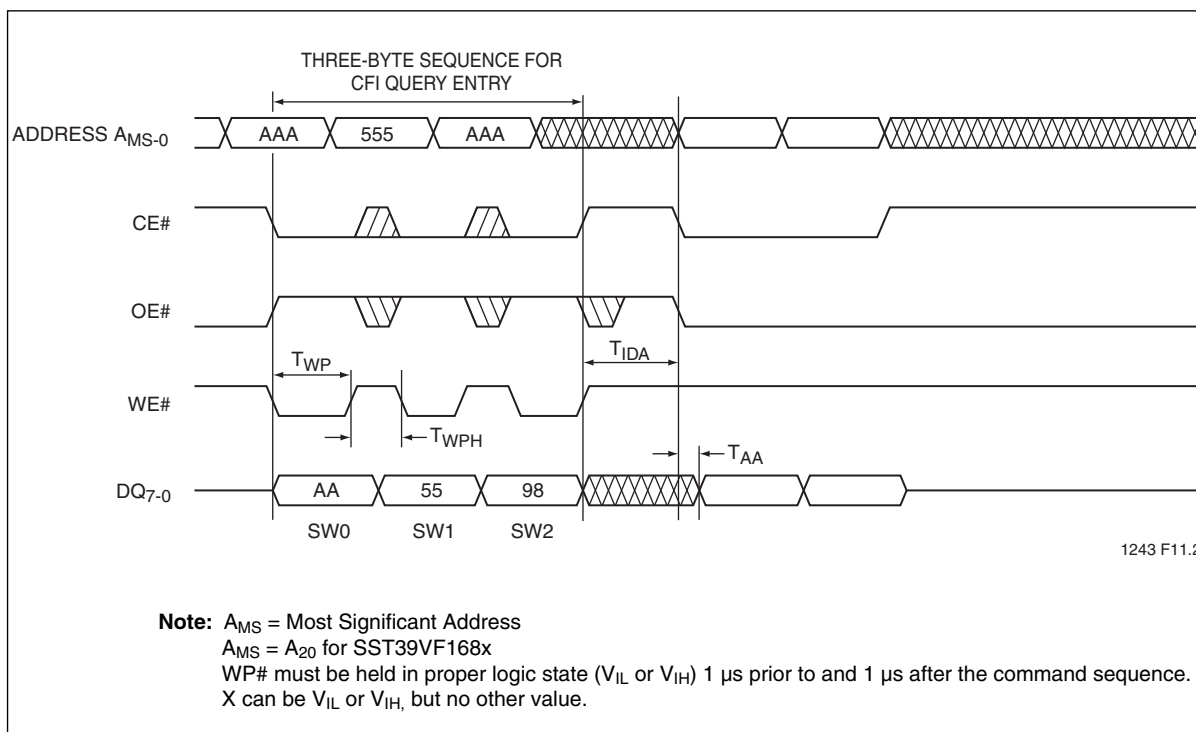 THREE-BYTE SEQUENCE FOR
CFI QUERY ENTRY
ADDRESS AMS-0
AAA 555 AAA
CE#
OE#
TWP
TIDA
WE#
TWPH
TAA
DQ7-0
AA 55 98
SW0 SW1 SW2
1243 F11.2
Note: AMS = Most Significant Address
AMS = A20 for SST39VF168x
WP# must be held in proper logic state (VIL or VIH) 1 µs prior to and 1 µs after the command sequence.
X can be VIL or VIH, but no other value.